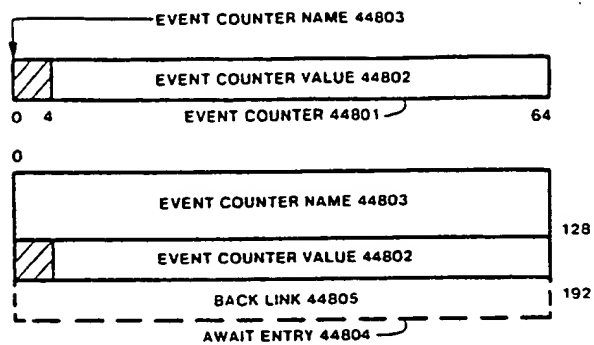 EVENT COUNTER NAME 44803
EVENT COUNTER VALUE 44802
0 4 EVENT COUNTER 44801 64
0
EVENT COUNTER NAME 44803
128
EVENT COUNTER VALUE 44802
BACK LINK 44805 192
AWAIT ENTRY 44804